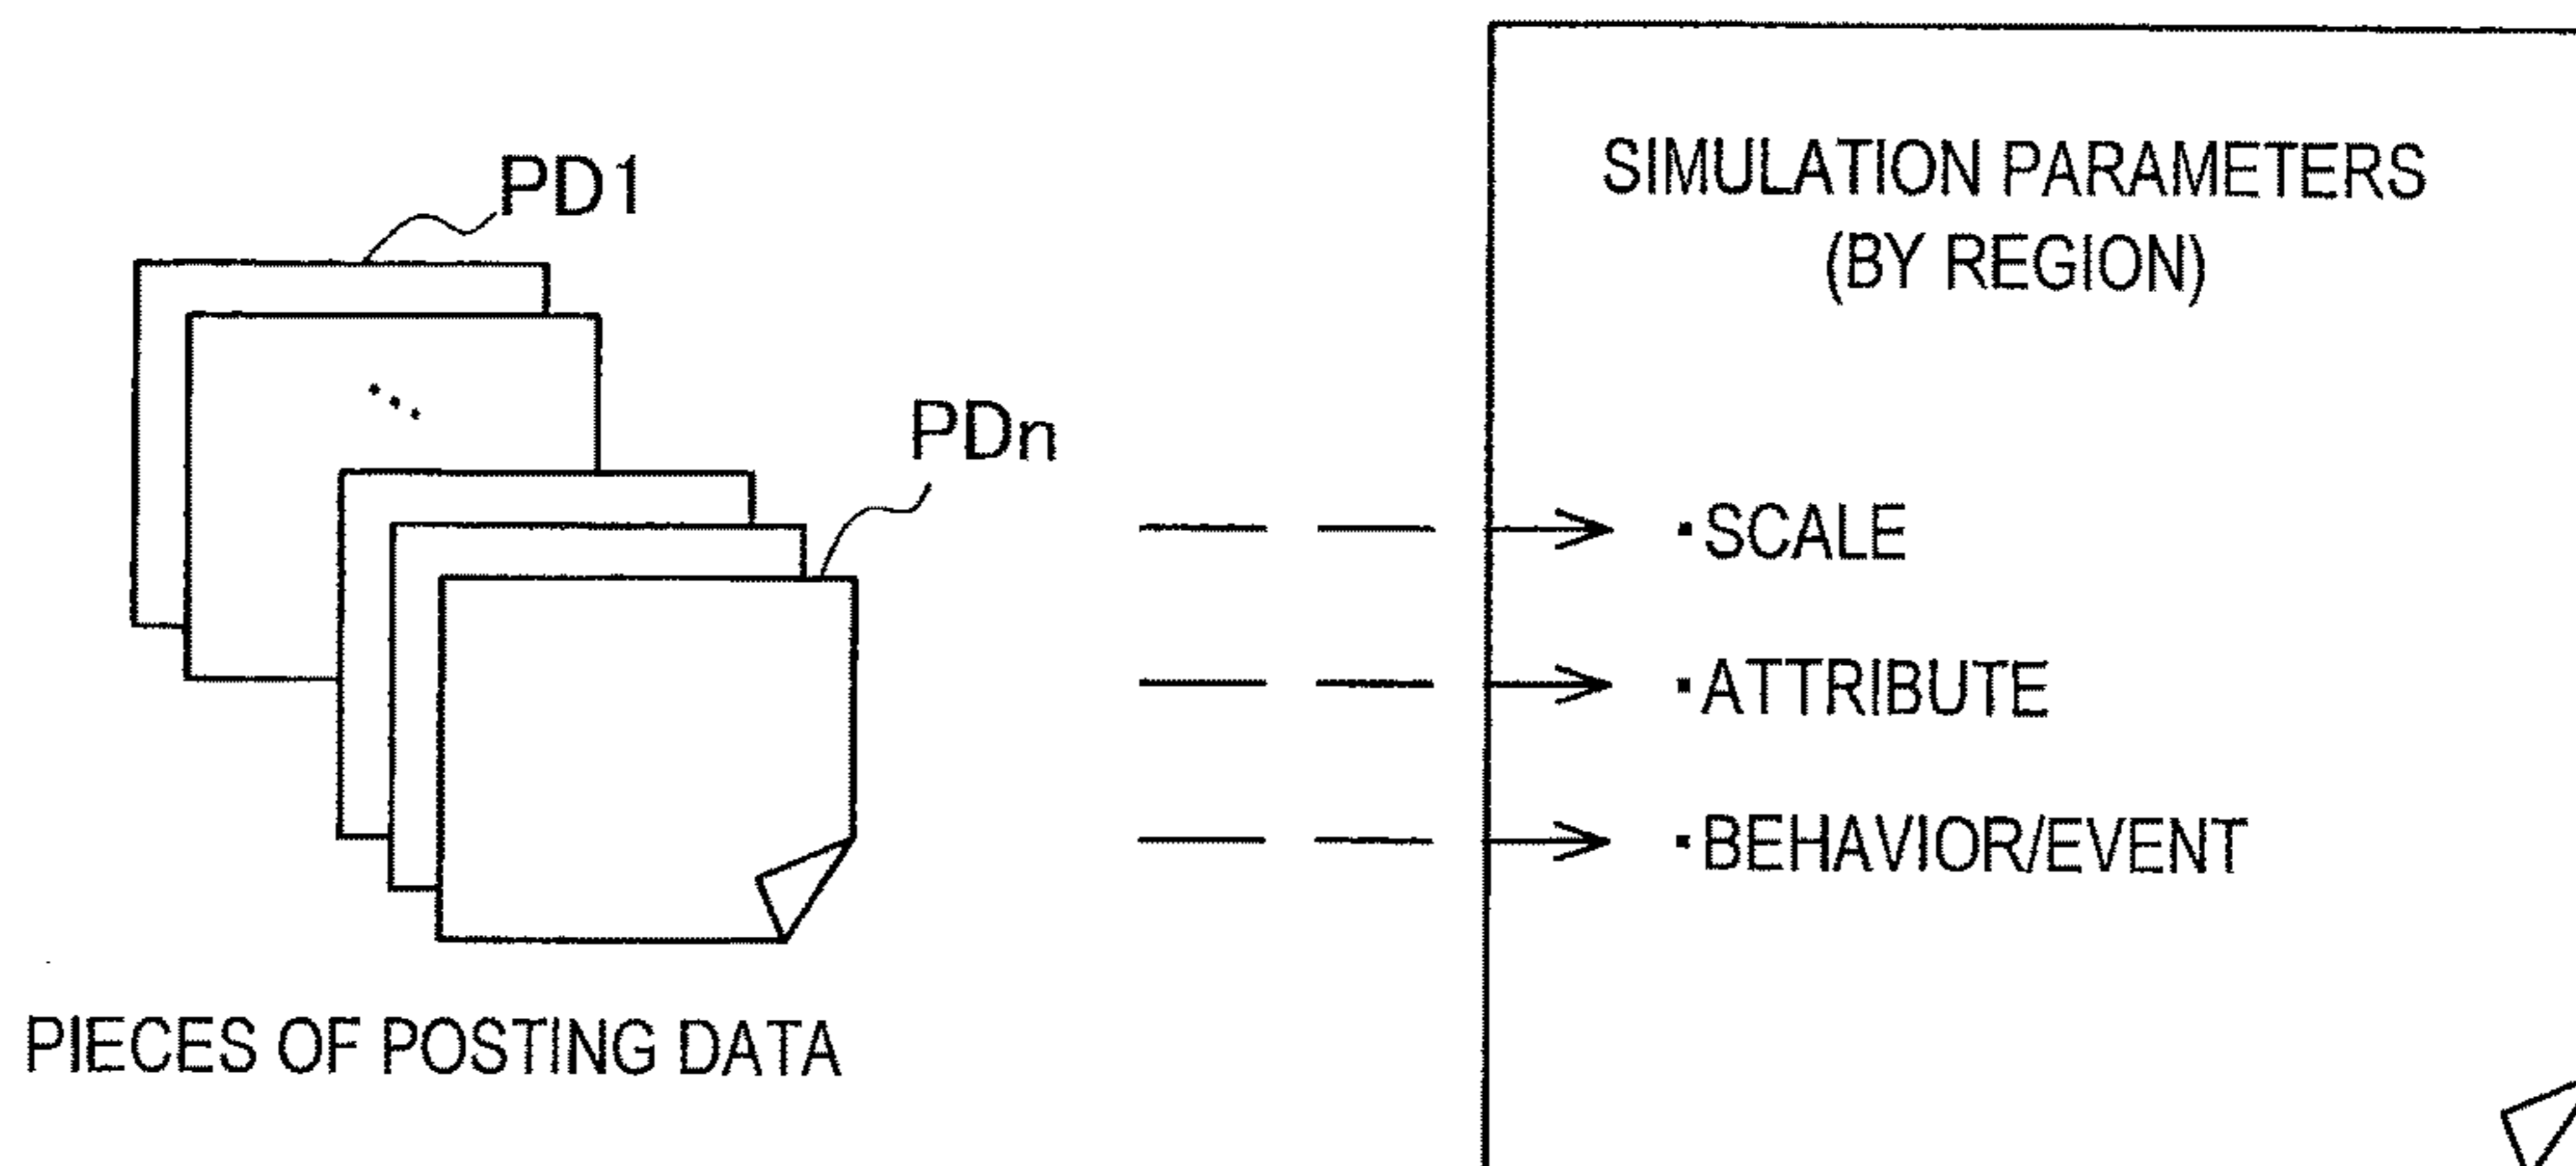 PD1
PDn
PIECES OF POSTING DATA
SIMULATION PARAMETERS
(BY REGION)
・SCALE
・ATTRIBUTE
・BEHAVIOR/EVENT